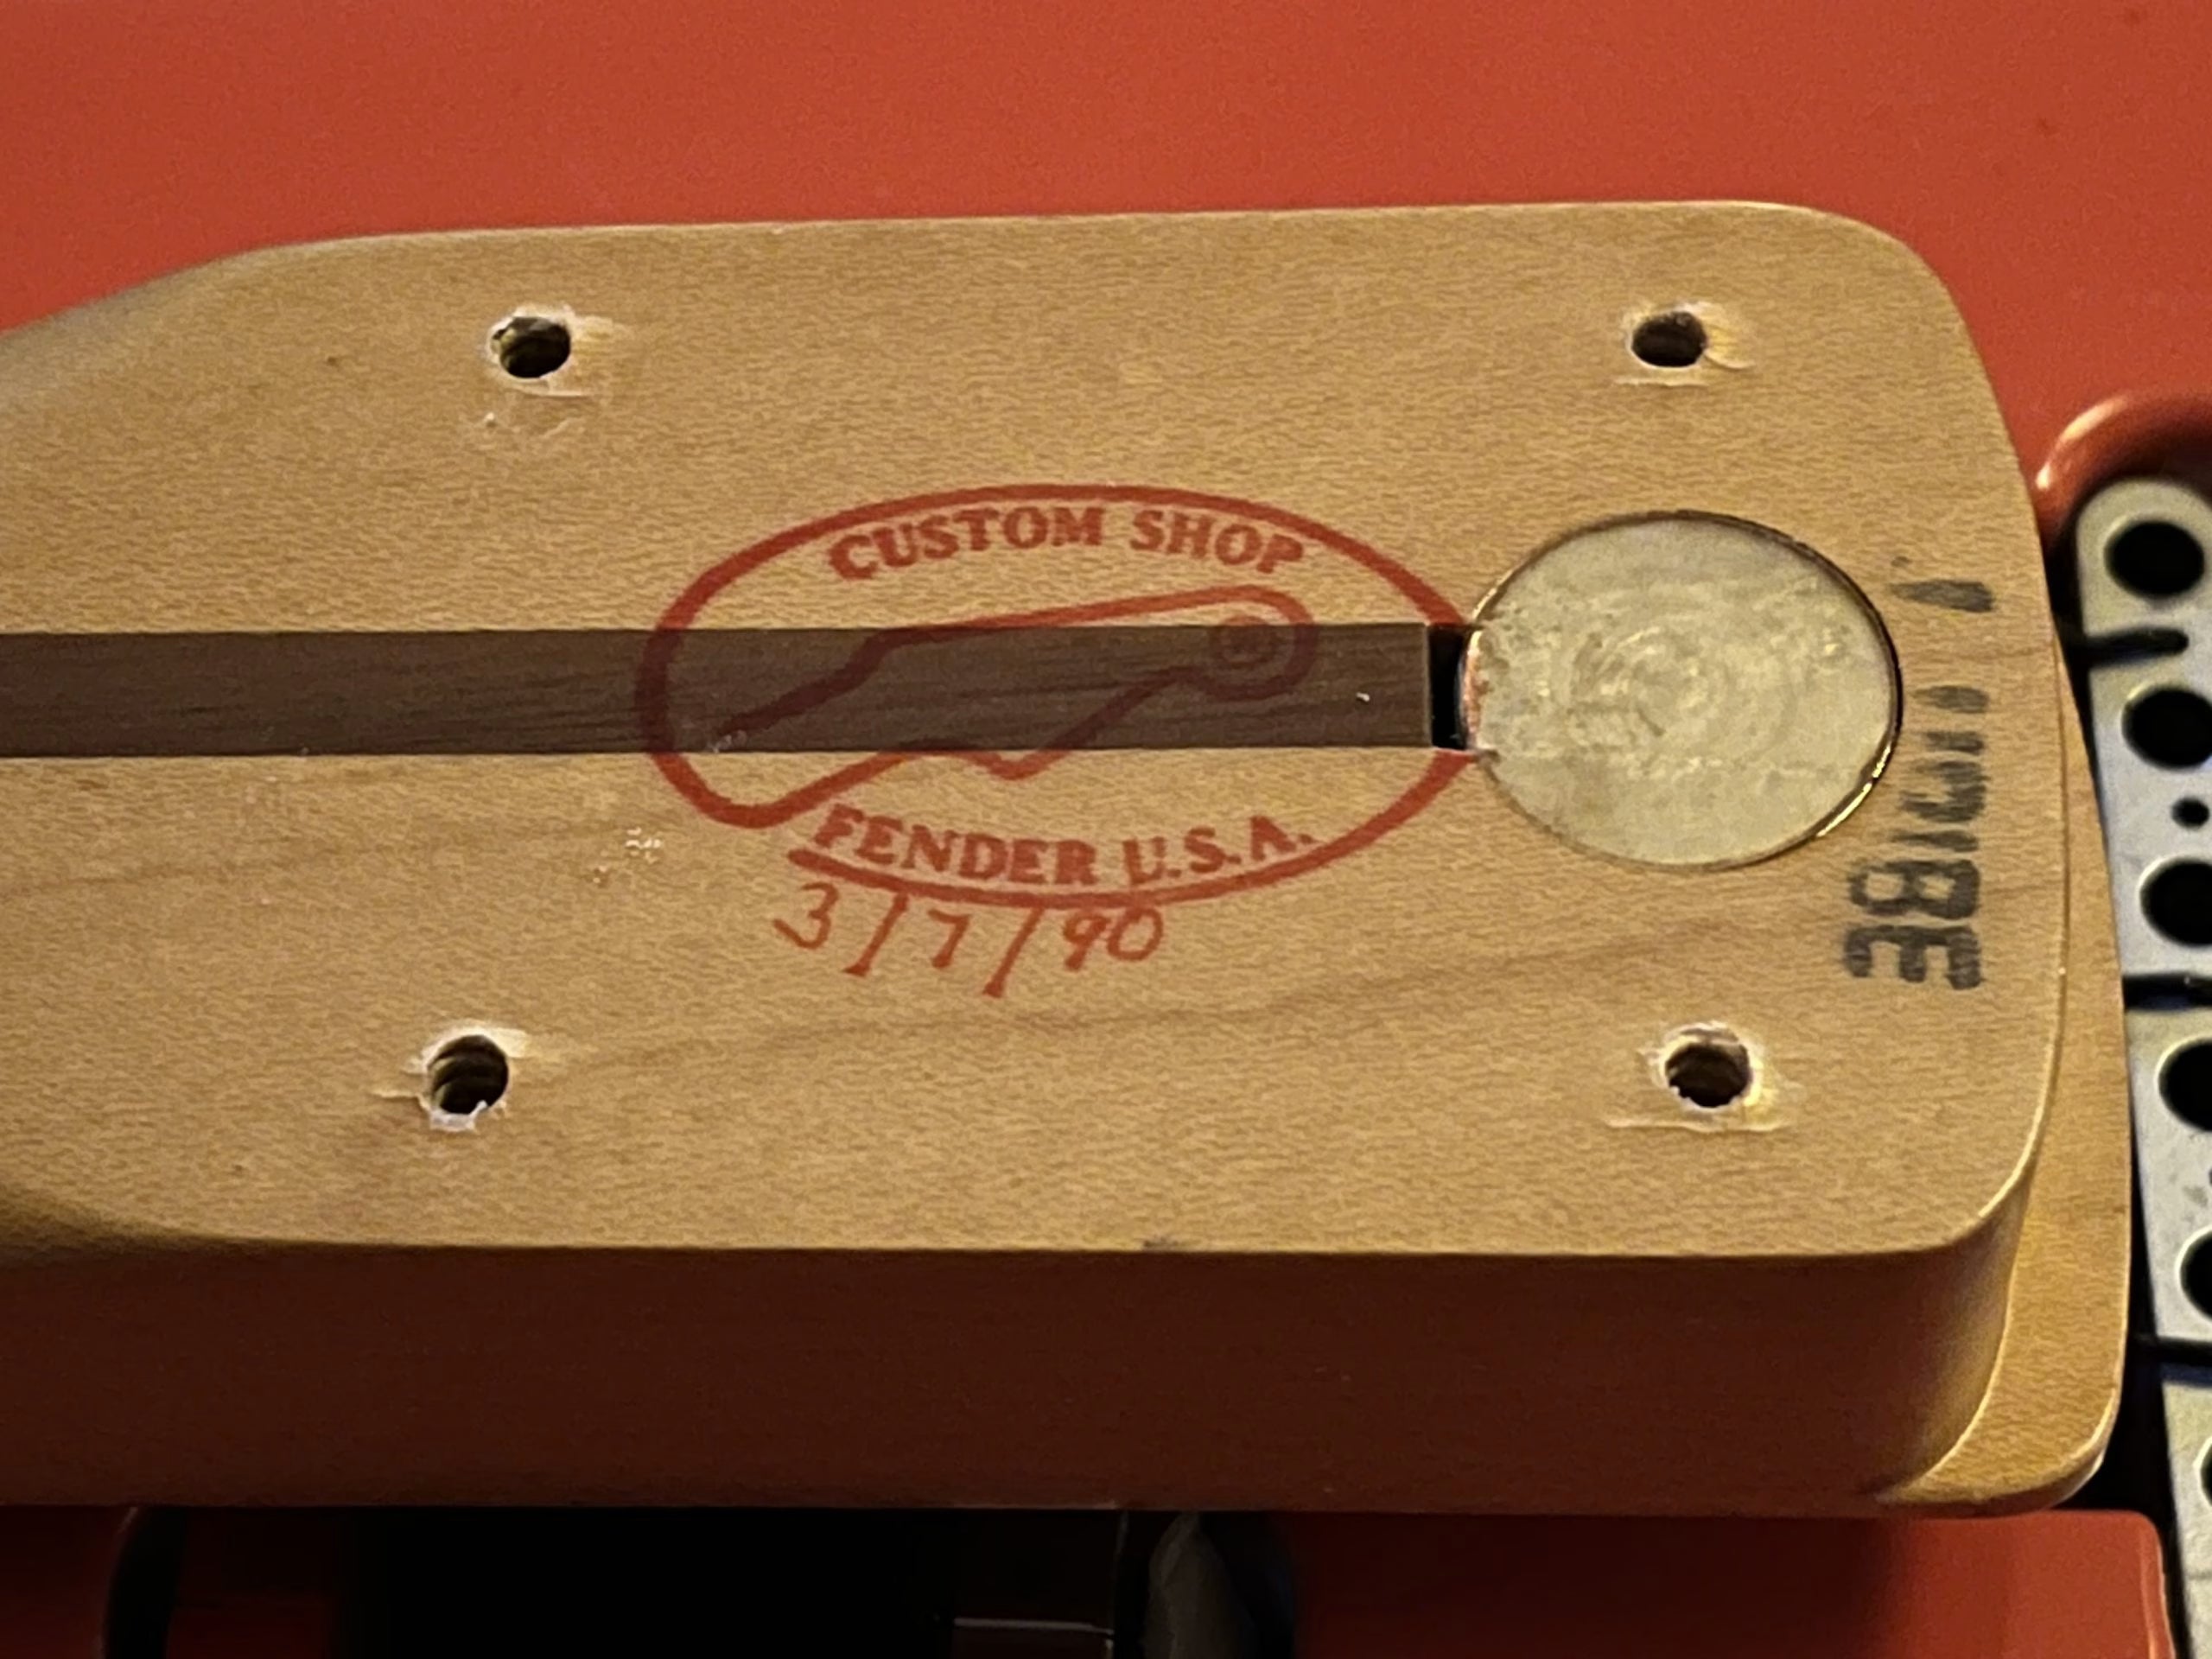 CUSTOM SHOP
FENDER U.S.A.
3/7/90